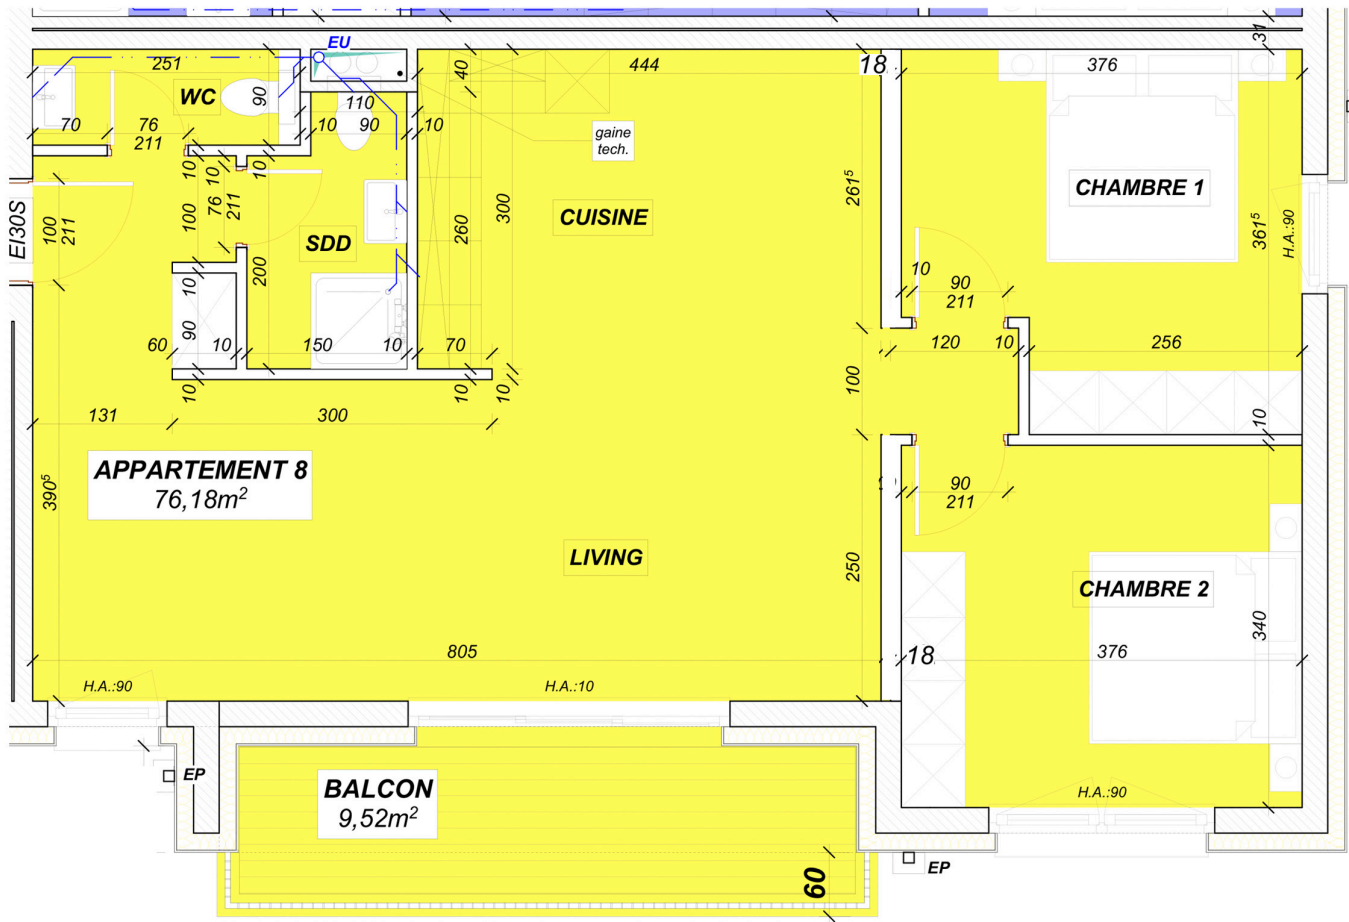 31
EU
251
WC
90
40
444
18
376
110
70
76
211
10
90
10
gaine
tech.
10
10
10
CHAMBRE 1
EI30S
100
211
100
76
211
SDD
260
300
CUISINE
261⁵
361⁵
H.A.:90
200
10
90
10
90
211
60
10
150
10
70
120
10
256
10
10
10
100
10
131
300
APPARTEMENT 8
76,18m²
390⁵
90
211
LIVING
250
CHAMBRE 2
340
805
18
376
H.A.:90
H.A.:10
EP
BALCON
9,52m²
H.A.:90
60
EP